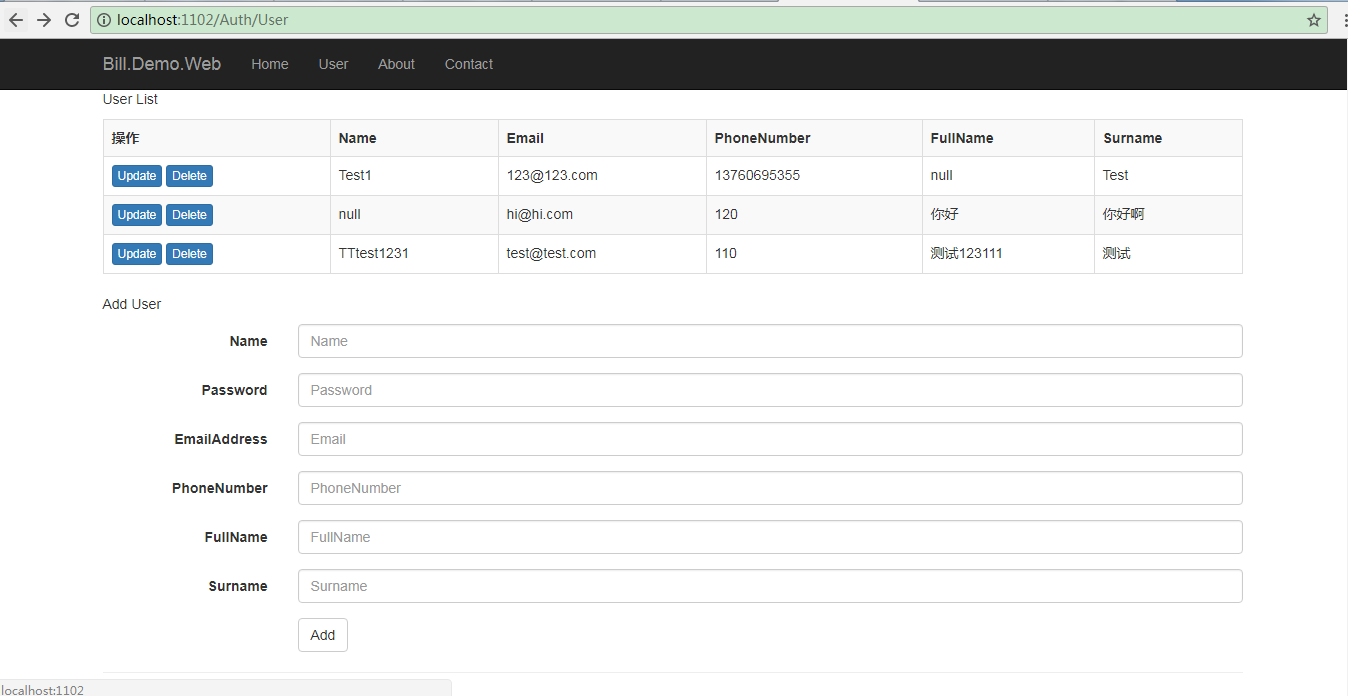 localhost:1102/Auth/User
Bill.Demo.Web Home User About Contact
User List
操作 Name Email PhoneNumber FullName Surname
Update Delete Test1 123@123.com 13760695355 null Test
Update Delete null hi@hi.com 120 你好 你好啊
Update Delete TTtest1231 test@test.com 110 测试123111 测试
Add User
Name Name
Password Password
EmailAddress Email
PhoneNumber PhoneNumber
FullName FullName
Surname Surname
Add
localhost:1102